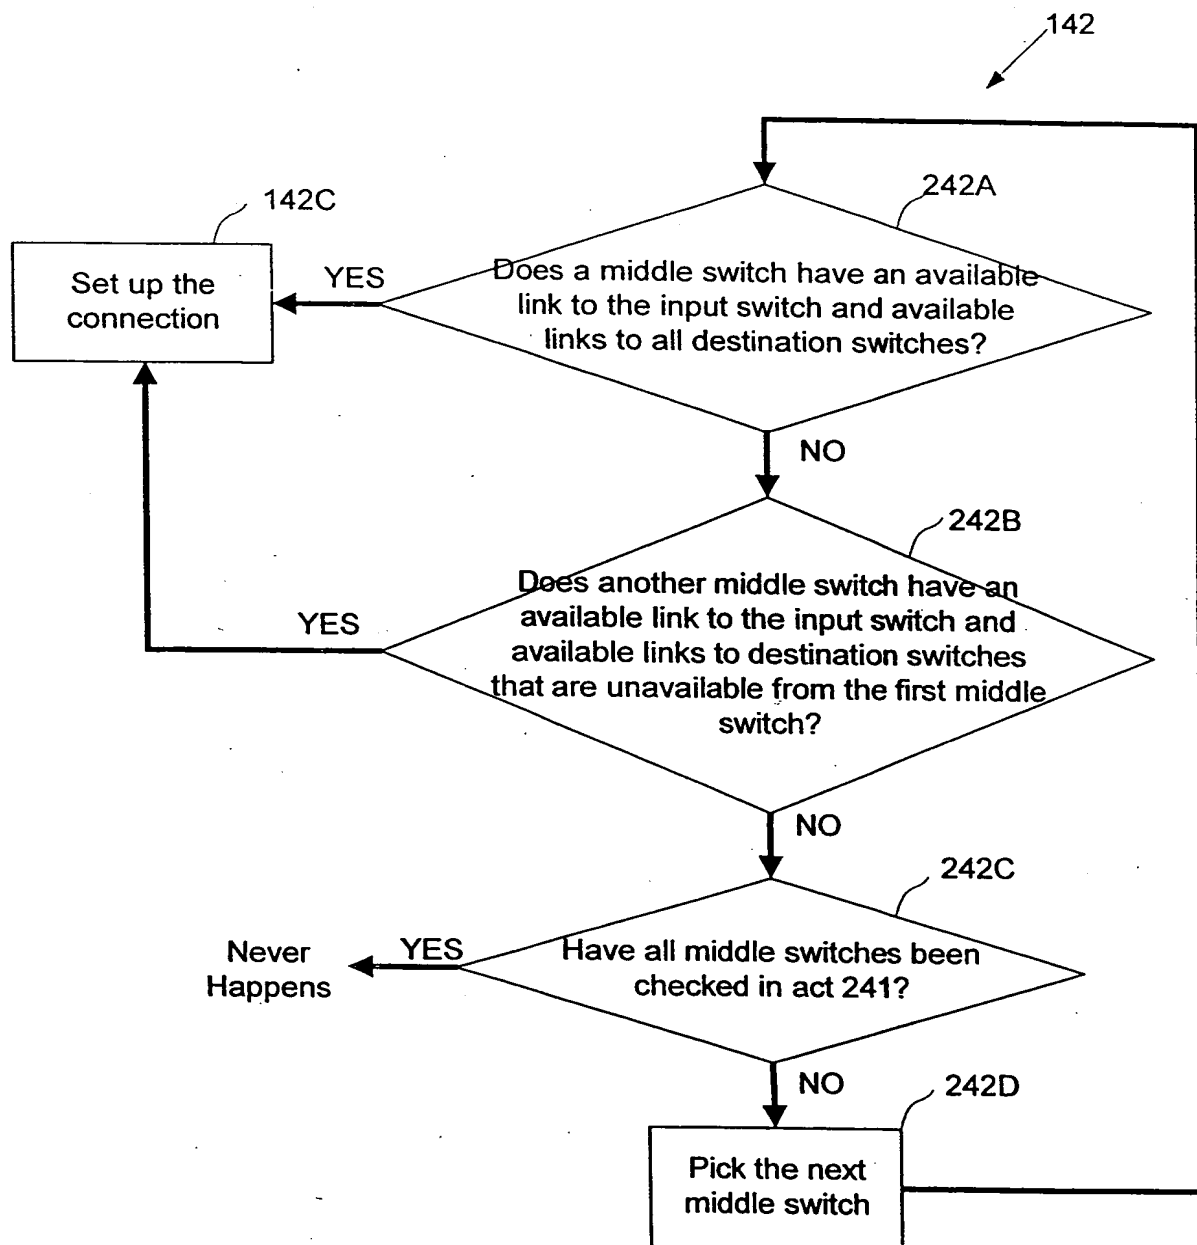 142
242A
142C
Set up the
connection
YES
Does a middle switch have an available
link to the input switch and available
links to all destination switches?
NO
242B
YES
Does another middle switch have an
available link to the input switch and
available links to destination switches
that are unavailable from the first middle
switch?
NO
242C
Never
Happens
YES
Have all middle switches been
checked in act 241?
NO
242D
Pick the next
middle switch